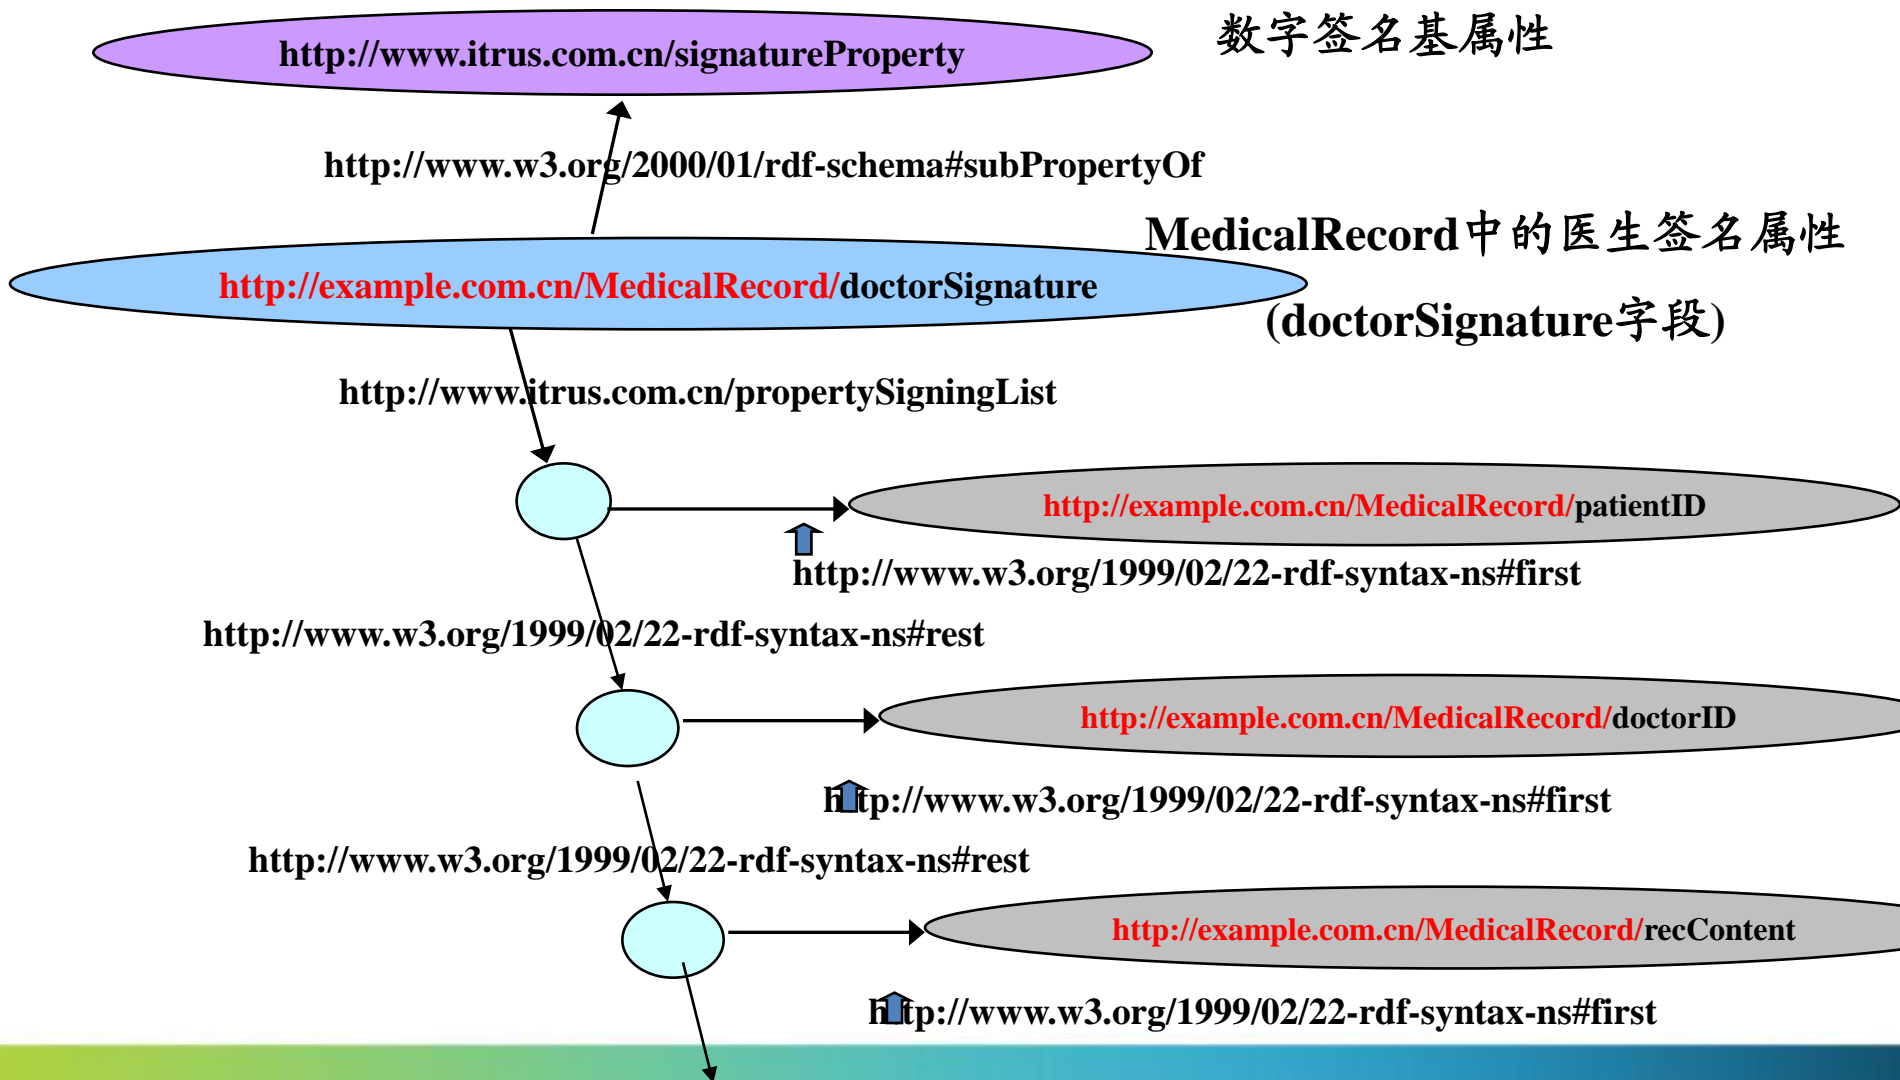 数字签名基属性
http://www.itrus.com.cn/signatureProperty
http://www.w3.org/2000/01/rdf-schema#subPropertyOf
MedicalRecord中的医生签名属性
http://example.com.cn/MedicalRecord/doctorSignature
(doctorSignature字段)
http://www.itrus.com.cn/propertySigningList
http://example.com.cn/MedicalRecord/patientID
http://www.w3.org/1999/02/22-rdf-syntax-ns#first
http://www.w3.org/1999/02/22-rdf-syntax-ns#rest
http://example.com.cn/MedicalRecord/doctorID
http://www.w3.org/1999/02/22-rdf-syntax-ns#first
http://www.w3.org/1999/02/22-rdf-syntax-ns#rest
http://example.com.cn/MedicalRecord/recContent
http://www.w3.org/1999/02/22-rdf-syntax-ns#first